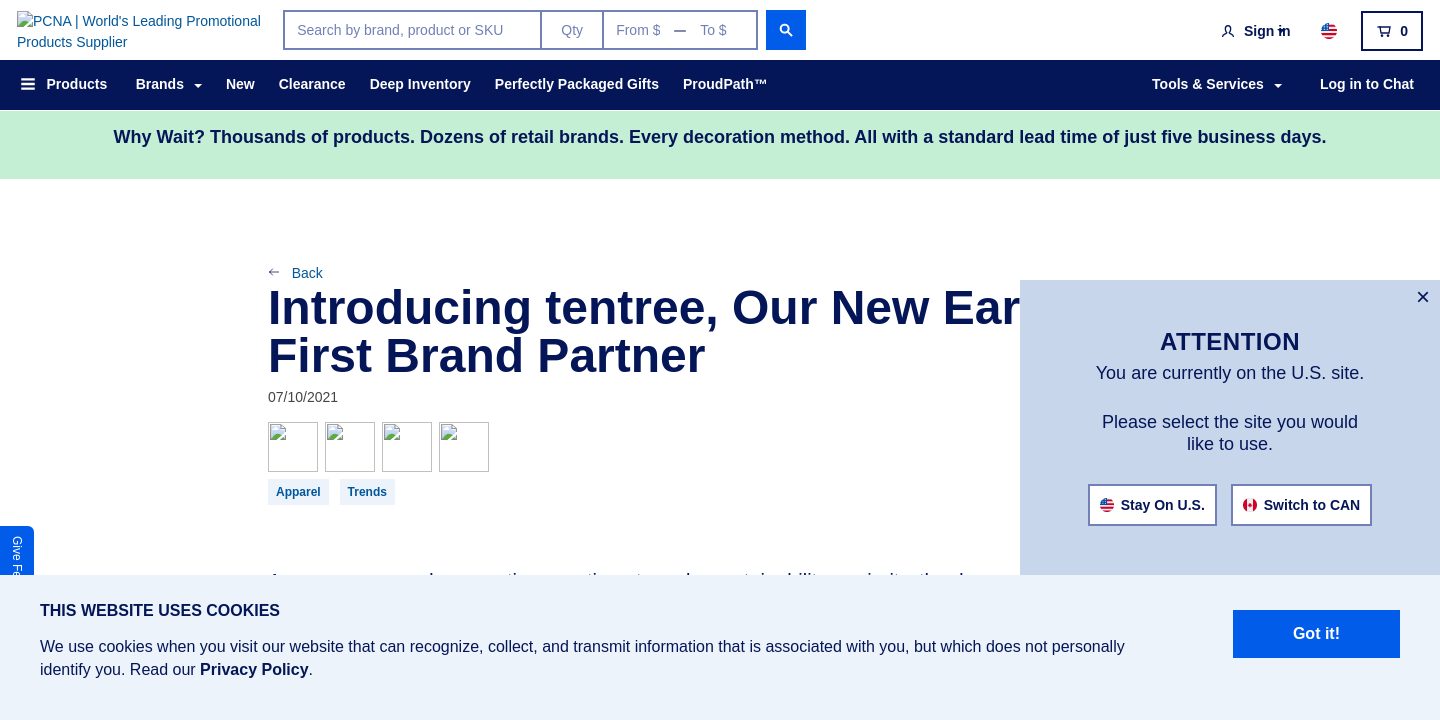 PCNA | World's Leading Promotional
Products Supplier
Search by brand, product or SKU
Qty
From $
To $
Sign in
0
Products
Brands
New
Clearance
Deep Inventory
Perfectly Packaged Gifts
ProudPath™
Tools & Services
Log in to Chat
Why Wait? Thousands of products. Dozens of retail brands. Every decoration method. All with a standard lead time of just five business days.
Back
Introducing tentree, Our New Ear
First Brand Partner
07/10/2021
Apparel
Trends
ATTENTION
You are currently on the U.S. site.
Please select the site you would
like to use.
Stay On U.S.
Switch to CAN
Give Fe
THIS WEBSITE USES COOKIES
We use cookies when you visit our website that can recognize, collect, and transmit information that is associated with you, but which does not personally
identify you. Read our Privacy Policy.
Got it!